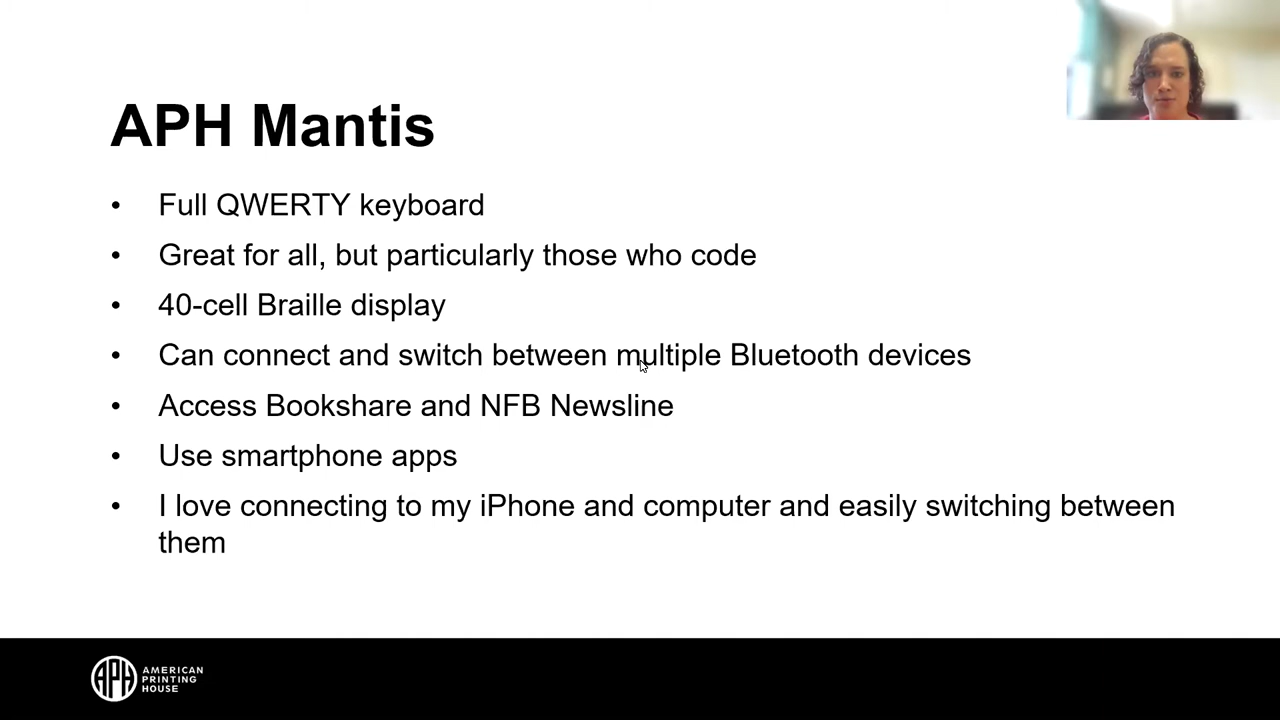 APH Mantis
• Full QWERTY keyboard
• Great for all, but particularly those who code
• 40-cell Braille display
• Can connect and switch between multiple Bluetooth devices
• Access Bookshare and NFB Newsline
• Use smartphone apps
• I love connecting to my iPhone and computer and easily switching between
them
APH
AMERICAN
PRINTING
HOUSE